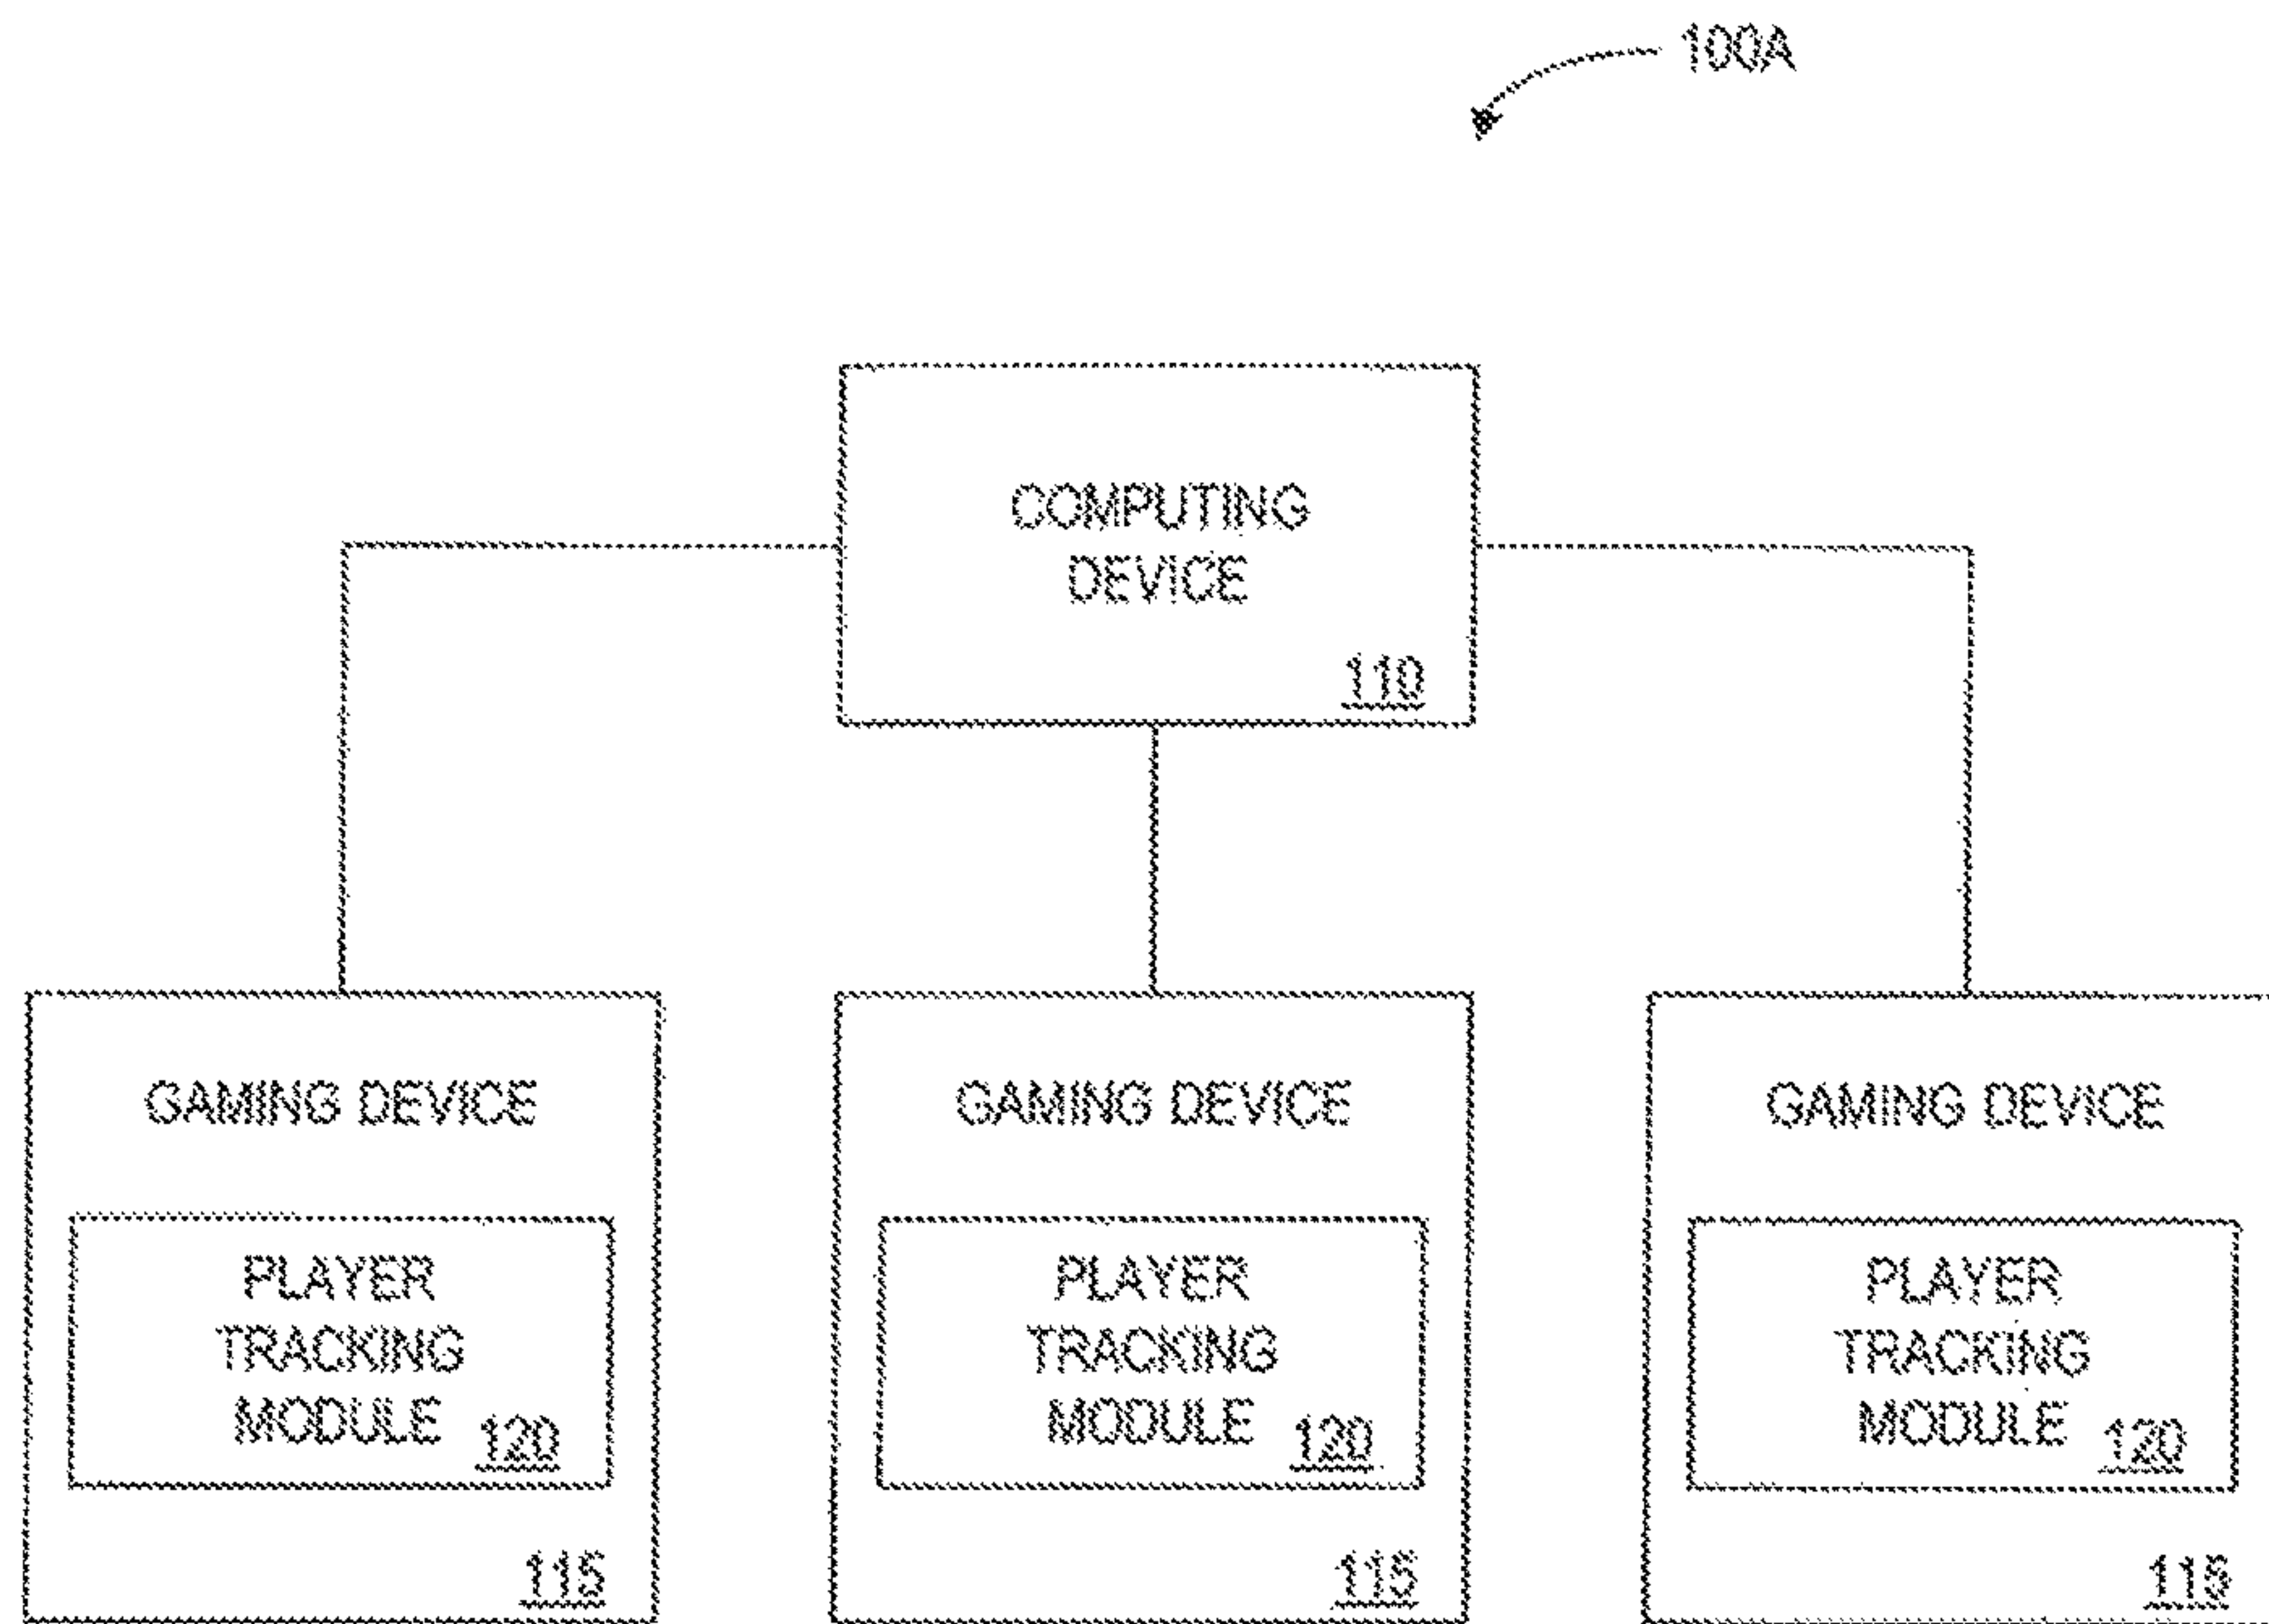 100A
COMPUTING
DEVICE
110
GAMING DEVICE
PLAYER
TRACKING
MODULE 120
115
GAMING DEVICE
PLAYER
TRACKING
MODULE 120
115
GAMING DEVICE
PLAYER
TRACKING
MODULE 120
115